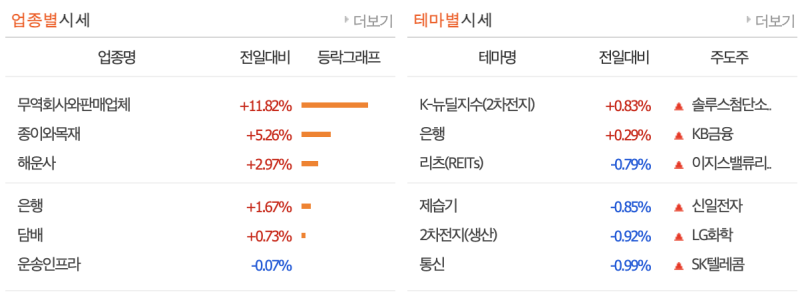 업종별시세 더보기
업종명 전일대비 등락그래프
무역회사와판매업체 +11.82%
종이와목재 +5.26%
해운사 +2.97%
은행 +1.67%
담배 +0.73%
운송인프라 -0.07%
테마별시세 더보기
테마명 전일대비 주도주
K-뉴딜지수(2차전지) +0.83% ▲ 솔루스첨단소..
은행 +0.29% ▲ KB금융
리츠(REITs) -0.79% ▲ 이지스밸류리..
제습기 -0.85% ▲ 신일전자
2차전지(생산) -0.92% ▲ LG화학
통신 -0.99% ▲ SK텔레콤